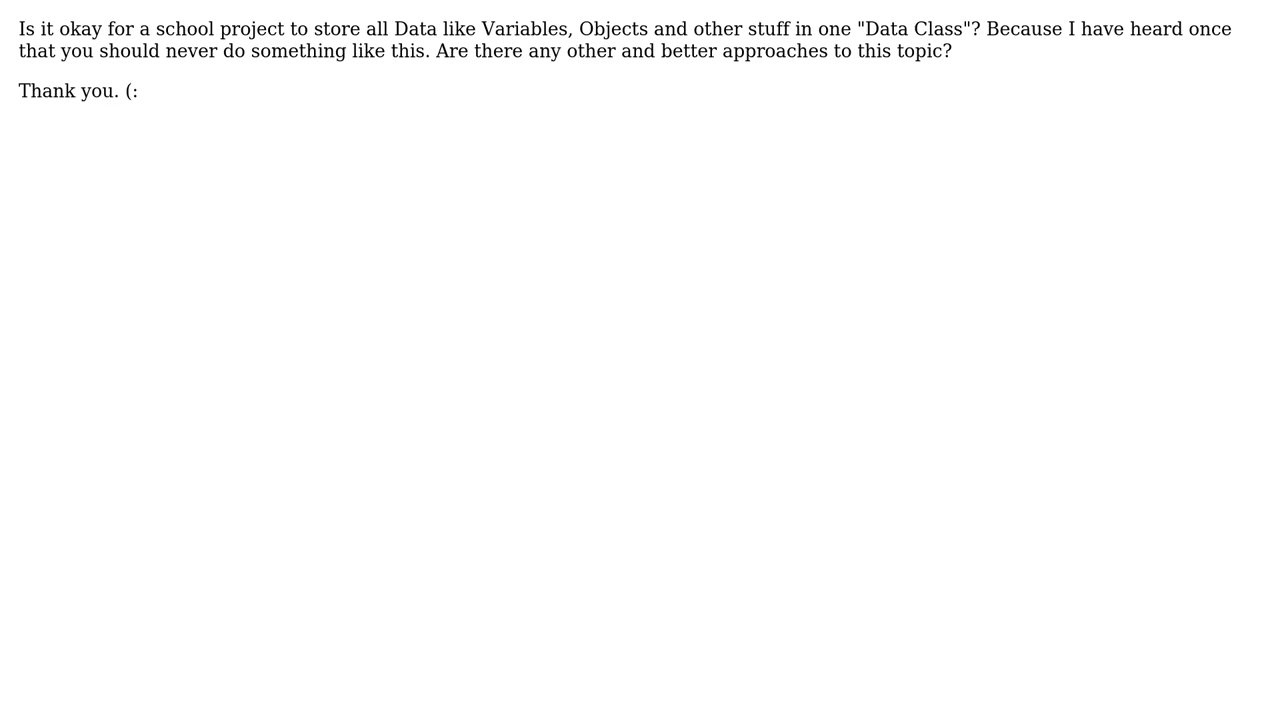 Is it okay for a school project to store all Data like Variables, Objects and other stuff in one "Data Class"? Because I have heard once
that you should never do something like this. Are there any other and better approaches to this topic?
Thank you. (: